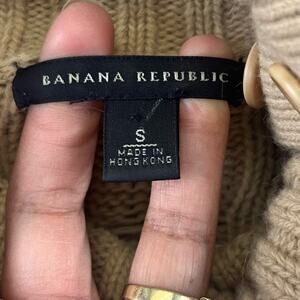 BANANA REPUBLIC
S
MADE IN
HONG KONG